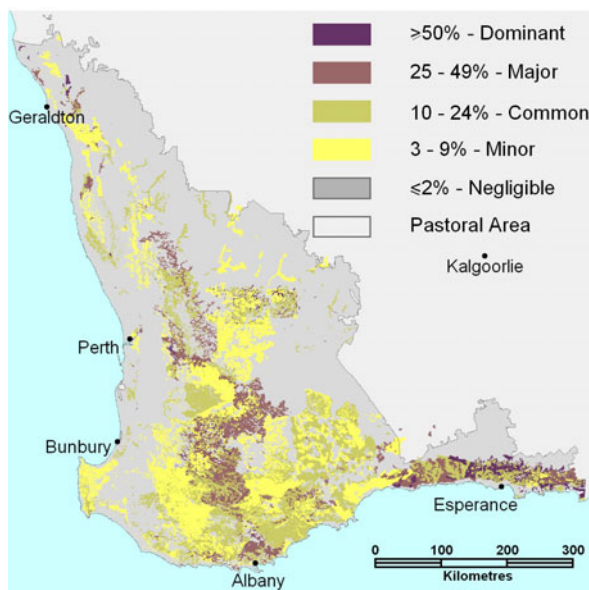 ⩾50% - Dominant
25 - 49% - Major
10 - 24% - Common
3 - 9% - Minor
⩽2% - Negligible
Pastoral Area
Geraldton
Kalgoorlie
Perth
Bunbury
Esperance
Albany
0 100 200 300
Kilometres